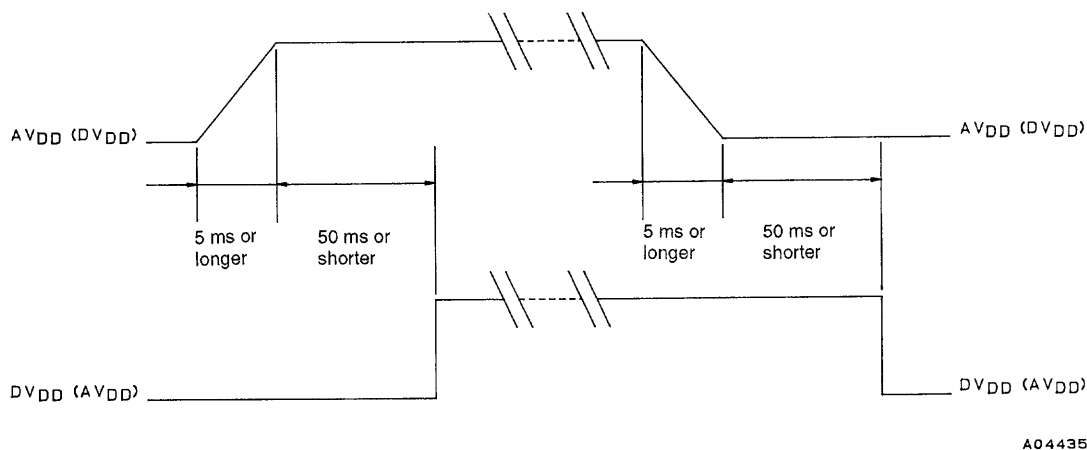 AVDD (DVDD)
AVDD (DVDD)
5 ms or
longer
50 ms or
shorter
5 ms or
longer
50 ms or
shorter
DVDD (AVDD)
DVDD (AVDD)
A04435